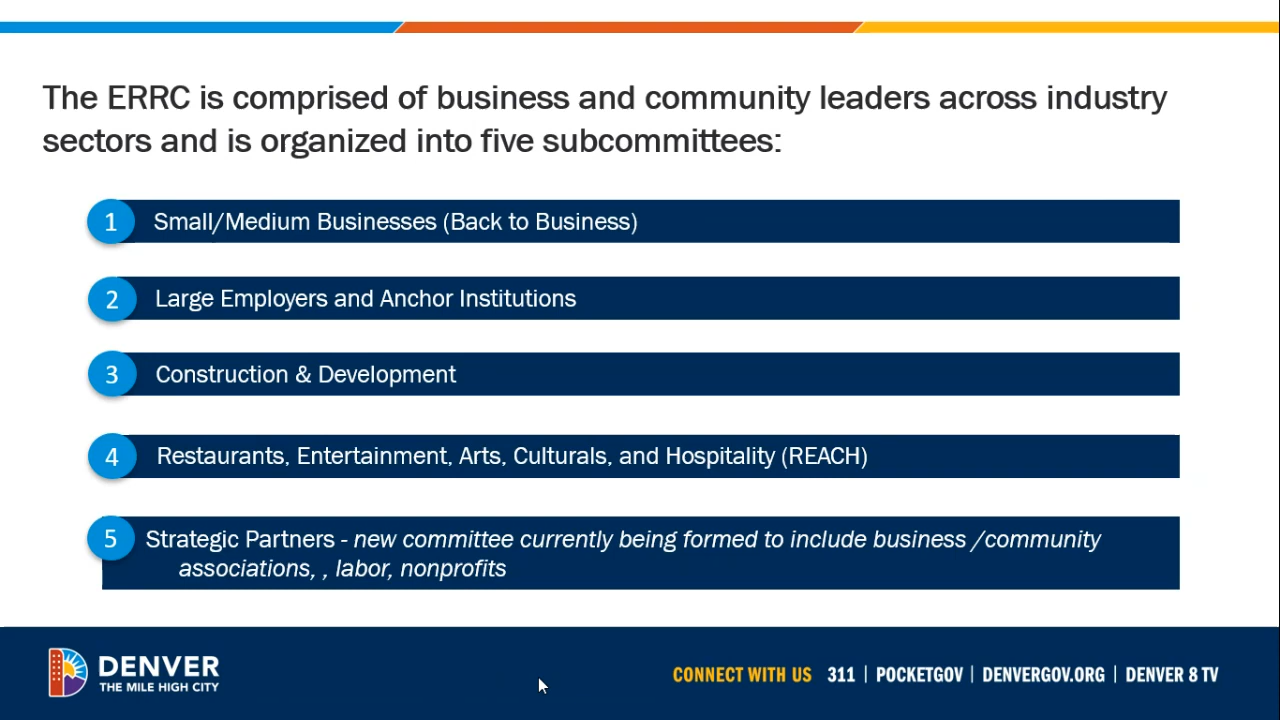 The ERRC is comprised of business and community leaders across industry
sectors and is organized into five subcommittees:
1 Small/Medium Businesses (Back to Business)
2 Large Employers and Anchor Institutions
3 Construction & Development
4 Restaurants, Entertainment, Arts, Culturals, and Hospitality (REACH)
5 Strategic Partners - new committee currently being formed to include business /community
associations, , labor, nonprofits
DENVER
THE MILE HIGH CITY
CONNECT WITH US 311 | POCKETGOV | DENVERGOV.ORG | DENVER 8 TV